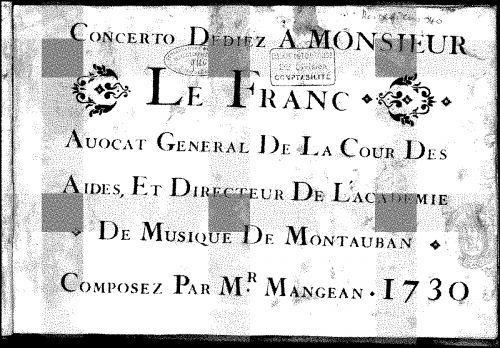 CONCERTO DEDIEZ A MONSIEUR
LE FRANC
AUOCAT GENERAL DE LA COUR DES
AIDES, ET DIRECTEUR DE L'ACADEMIE
DE MUSIQUE DE MONTAUBAN
COMPOSEZ PAR MR. MANGEAN · 1730
COMPTABILITÉ